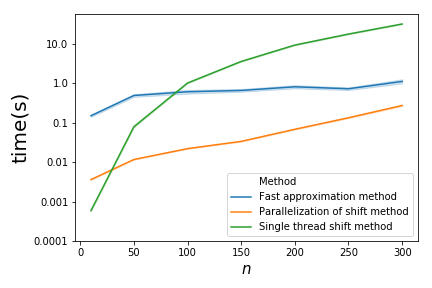 time(s)
10.0
1.0
0.1
0.01
0.001
0.0001
Method
Fast approximation method
Parallelization of shift method
Single thread shift method
0 50 100 150 200 250 300
n